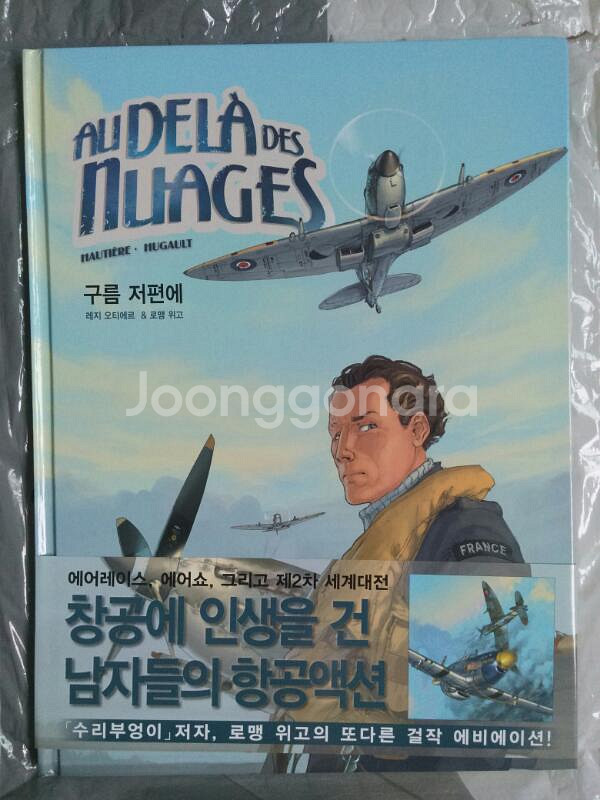 AU DELÀ DES
NUAGES
HAUTIÈRE · HUGAULT
구름 저편에
레지 오티에르 & 로맹 위고
Joonggonara
FRANCE
에어레이스, 에어쇼, 그리고 제2차 세계대전
창공에 인생을 건
남자들의 항공액션
「수리부엉이」 저자, 로맹 위고의 또다른 걸작 에비에이션!